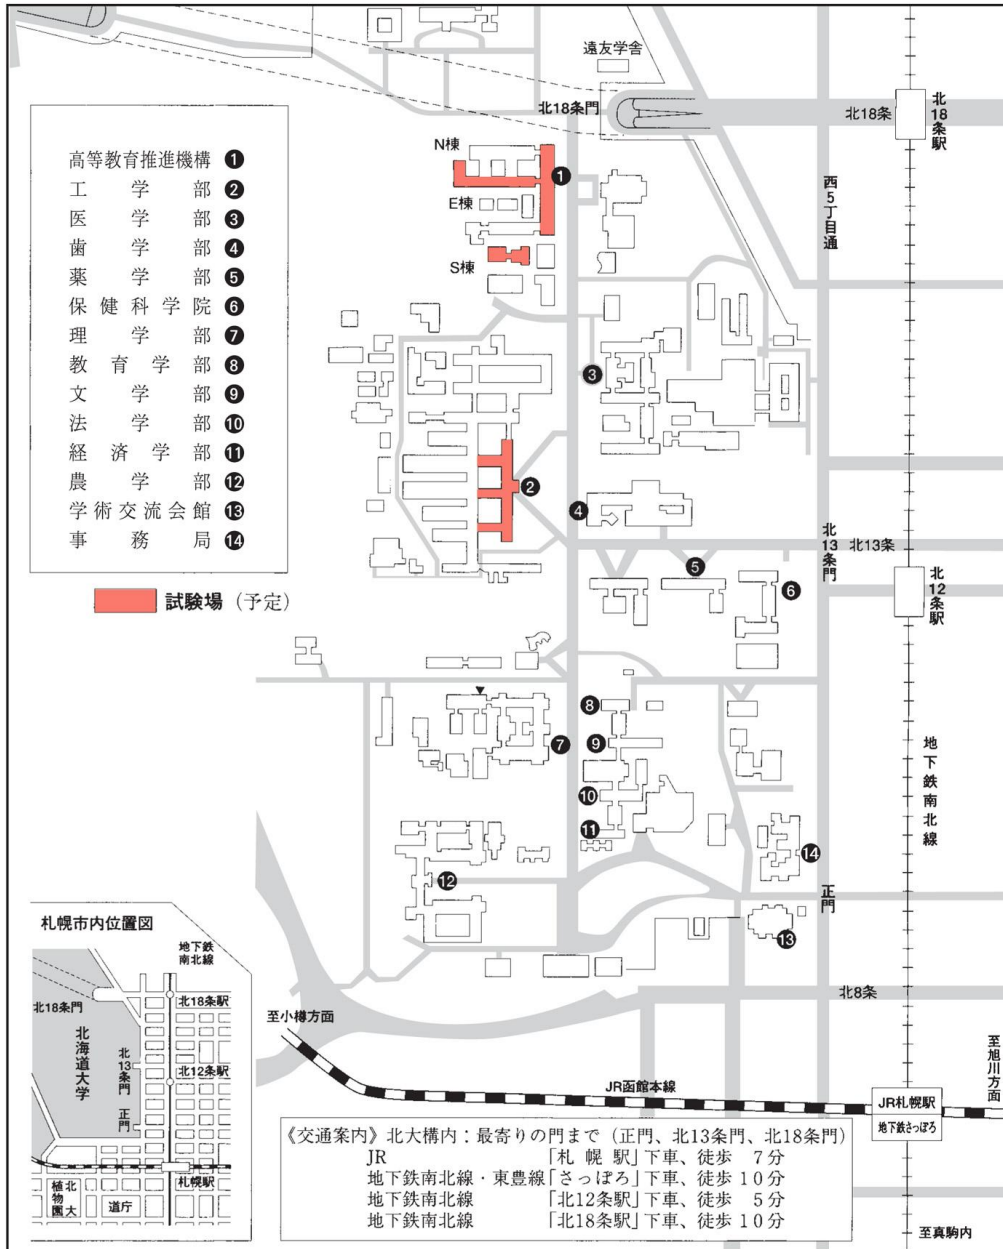 遠友学舎
北18条門
北18条
北18条駅
N棟
❶
E棟
S棟
西5丁目通
高等教育推進機構 ❶
工学部 ❷
医学部 ❸
歯学部 ❹
薬学部 ❺
保健科学院 ❻
理学部 ❼
教育学部 ❽
文学部 ❾
法学部 ❿
経済学部 ⓫
農学部 ⓬
学術交流会館 ⓭
事務局 ⓮
試験場（予定）
❸
❷
❹
北13条門
北13条
❺
❻
北12条駅
❽
❼
❾
地下鉄南北線
❿
⓫
⓮
⓬
正門
⓭
北8条
札幌市内位置図
地下鉄
南北線
北18条駅
北18条門
北海道大学
北13条門
北12条駅
正門
札幌駅
北大植物園
道庁
至小樽方面
JR函館本線
JR札幌駅
地下鉄さっぽろ
至旭川方面
《交通案内》北大構内：最寄りの門まで（正門、北13条門、北18条門）
JR 「札幌駅」下車、徒歩 7分
地下鉄南北線・東豊線「さっぽろ」下車、徒歩 10分
地下鉄南北線 「北12条駅」下車、徒歩 5分
地下鉄南北線 「北18条駅」下車、徒歩 10分
至真駒内